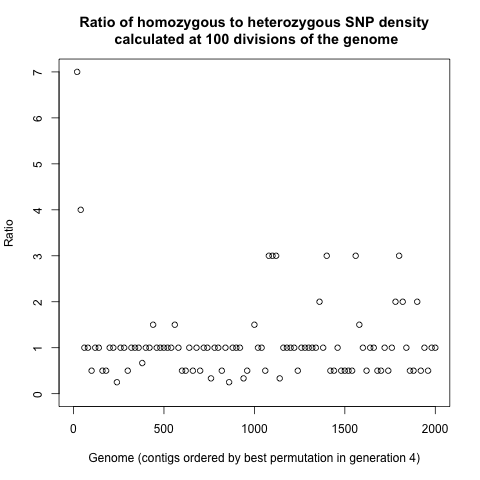 Ratio of homozygous to heterozygous SNP density
calculated at 100 divisions of the genome
Ratio
7
6
5
4
3
2
1
0
0 500 1000 1500 2000
Genome (contigs ordered by best permutation in generation 4)